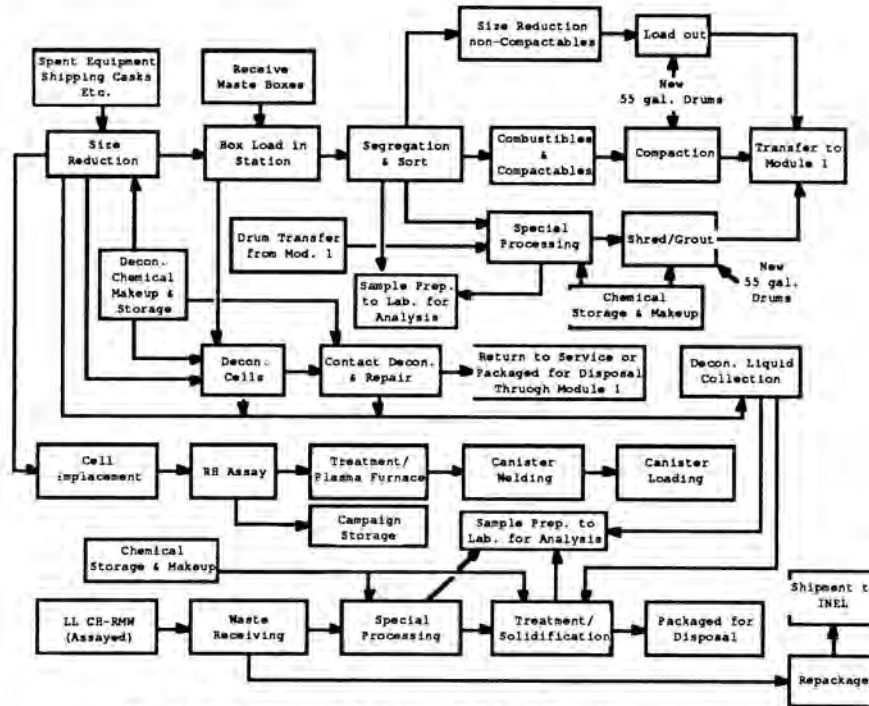 Size Reduction
non-Compactables
Load out
Spent Equipment
Shipping Casks
Etc.
Receive
Waste Boxes
New
55 gal. Drums
Size
Reduction
Box Load in
Station
Segregation
& Sort
Combustibles
&
Compactables
Compaction
Transfer to
Module 1
Drum Transfer
from Mod. 1
Special
Processing
Shred/Grout
Decon.
Chemical
Makeup &
Storage
Sample Prep.
to Lab. for
Analysis
Chemical
Storage & Makeup
New
55 gal.
Drums
Decon.
Cells
Contact Decon.
& Repair
Return to Service or
Packaged for Disposal
Thruogh Module 1
Decon. Liquid
Collection
Cell
implacement
RH Assay
Treatment/
Plasma Furnace
Canister
Welding
Canister
Loading
Campaign
Storage
Sample Prep. to
Lab. for Analysis
Chemical
Storage & Makeup
Shipment t
INEL
LL CH-RMW
(Assayed)
Waste
Receiving
Special
Processing
Treatment/
Solidification
Packaged for
Disposal
Repackage